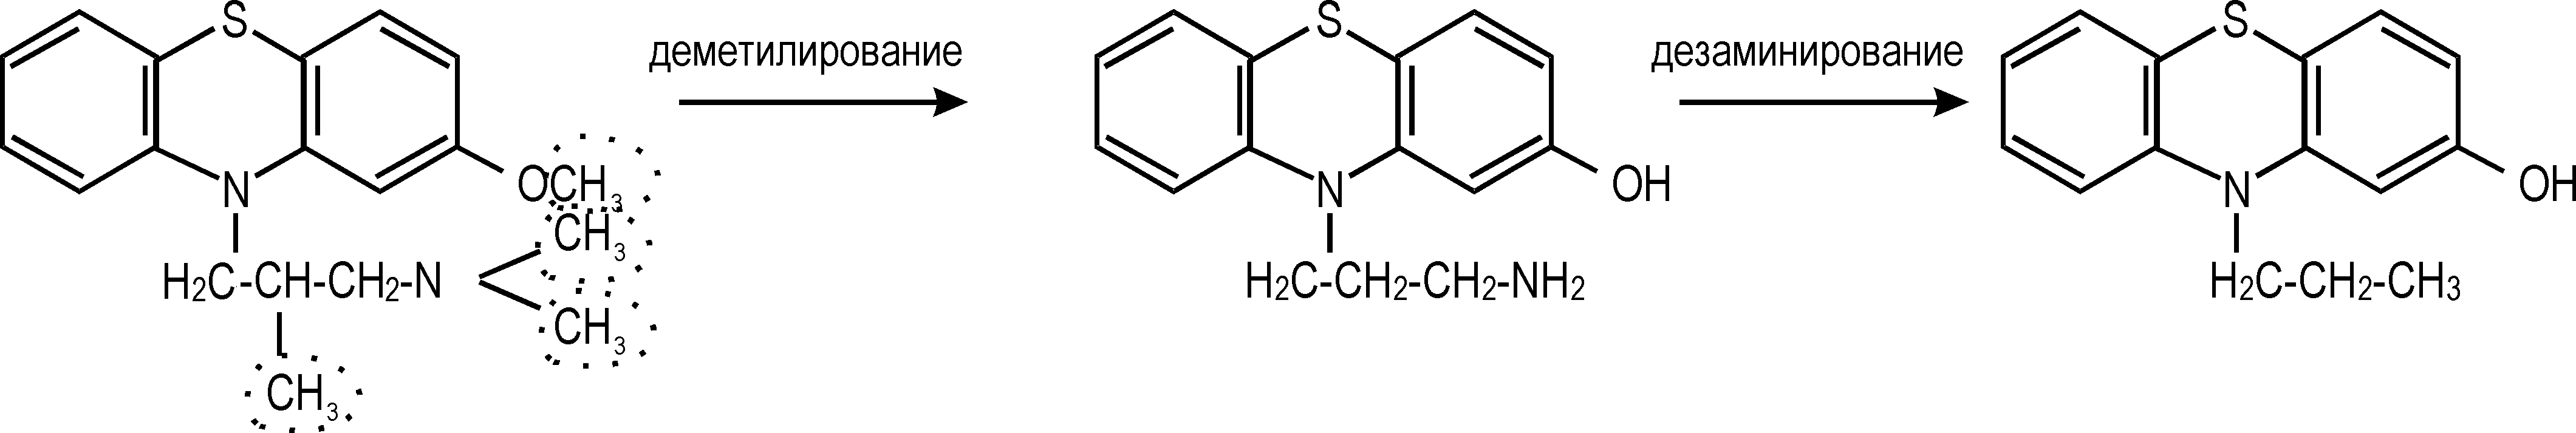 S
деметилирование
S
дезаминирование
S
N
OCH3
N
OH
N
OH
CH3
H2C-CH-CH2-N
H2C-CH2-CH2-NH2
H2C-CH2-CH3
CH3
CH3